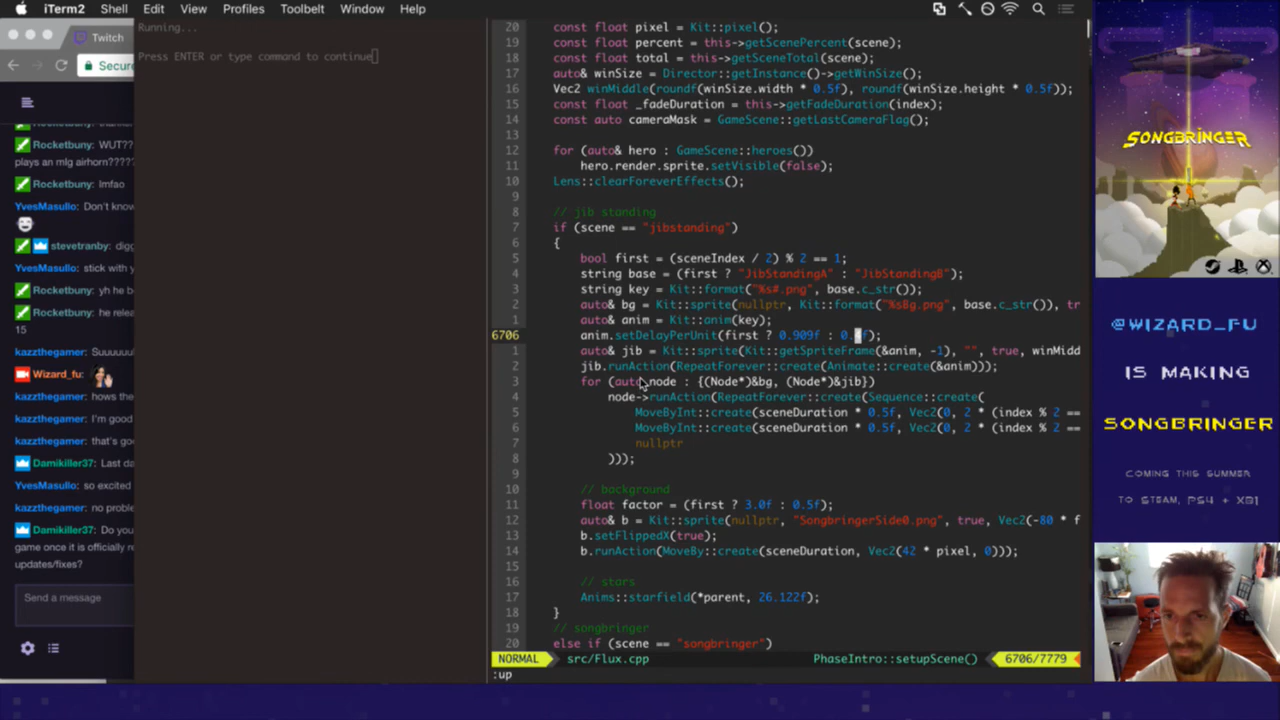 iTerm2 Shell Edit View Profiles Toolbelt Window Help
Twitch
Secure
Rocketbuny: WUT??
plays an mlg airhorn?????
Rocketbuny: lmfao
YvesMasullo: Don't know
stevetranby: digg
YvesMasullo: stick with y
Rocketbuny: yh he b
Rocketbuny: he relea
15
kazzthegamer: Suuuuuu
Wizard_fu:
kazzthegamer: hows the
kazzthegamer: I'm good
kazzthegamer: that's goo
Damikiller37: Last da
YvesMasullo: so excited
kazzthegamer: no proble
Damikiller37: Do you
game once it is officially re
updates/fixes?
Send a message
Running...
Press ENTER or type command to continue
20 const float pixel = Kit::pixel();
19 const float percent = this->getScenePercent(scene);
18 const float total = this->getSceneTotal(scene);
17 auto& winSize = Director::getInstance()->getWinSize();
16 Vec2 winMiddle(roundf(winSize.width * 0.5f), roundf(winSize.height * 0.5f));
15 const float _fadeDuration = this->getFadeDuration(index);
14 const auto cameraMask = GameScene::getLastCameraFlag();
13
12 for (auto& hero : GameScene::heroes())
11 hero.render.sprite.setVisible(false);
10 Lens::clearForeverEffects();
9
8 // jib standing
7 if (scene == "jibstanding")
6 {
5 bool first = (sceneIndex / 2) % 2 == 1;
4 string base = (first ? "JibStandingA" : "JibStandingB");
3 string key = Kit::format("%s#.png", base.c_str());
2 auto& bg = Kit::sprite(nullptr, Kit::format("%sBg.png", base.c_str()), tr
1 auto& anim = Kit::anim(key);
6706 anim.setDelayPerUnit(first ? 0.909f : 0. f);
1 auto& jib = Kit::sprite(Kit::getSpriteFrame(&anim, -1), "", true, winMidd
2 jib.runAction(RepeatForever::create(Animate::create(&anim)));
3 for (auto node : {(Node*)&bg, (Node*)&jib})
4 node->runAction(RepeatForever::create(Sequence::create(
5 MoveByInt::create(sceneDuration * 0.5f, Vec2(0, 2 * (index % 2 ==
6 MoveByInt::create(sceneDuration * 0.5f, Vec2(0, 2 * (index % 2 ==
7 nullptr
8 )));
9
10 // background
11 float factor = (first ? 3.0f : 0.5f);
12 auto& b = Kit::sprite(nullptr, "SongbringerSide0.png", true, Vec2(-80 * f
13 b.setFlippedX(true);
14 b.runAction(MoveBy::create(sceneDuration, Vec2(42 * pixel, 0)));
15
16 // stars
17 Anims::starfield(*parent, 26.122f);
18 }
19 // songbringer
20 else if (scene == "songbringer")
NORMAL src/Flux.cpp PhaseIntro::setupScene() 6706/7779
:up
SONGBRINGER
@WIZARD_FU
IS MAKING
SONGBRINGER
COMING THIS SUMMER
TO STEAM, PS4 + XB1